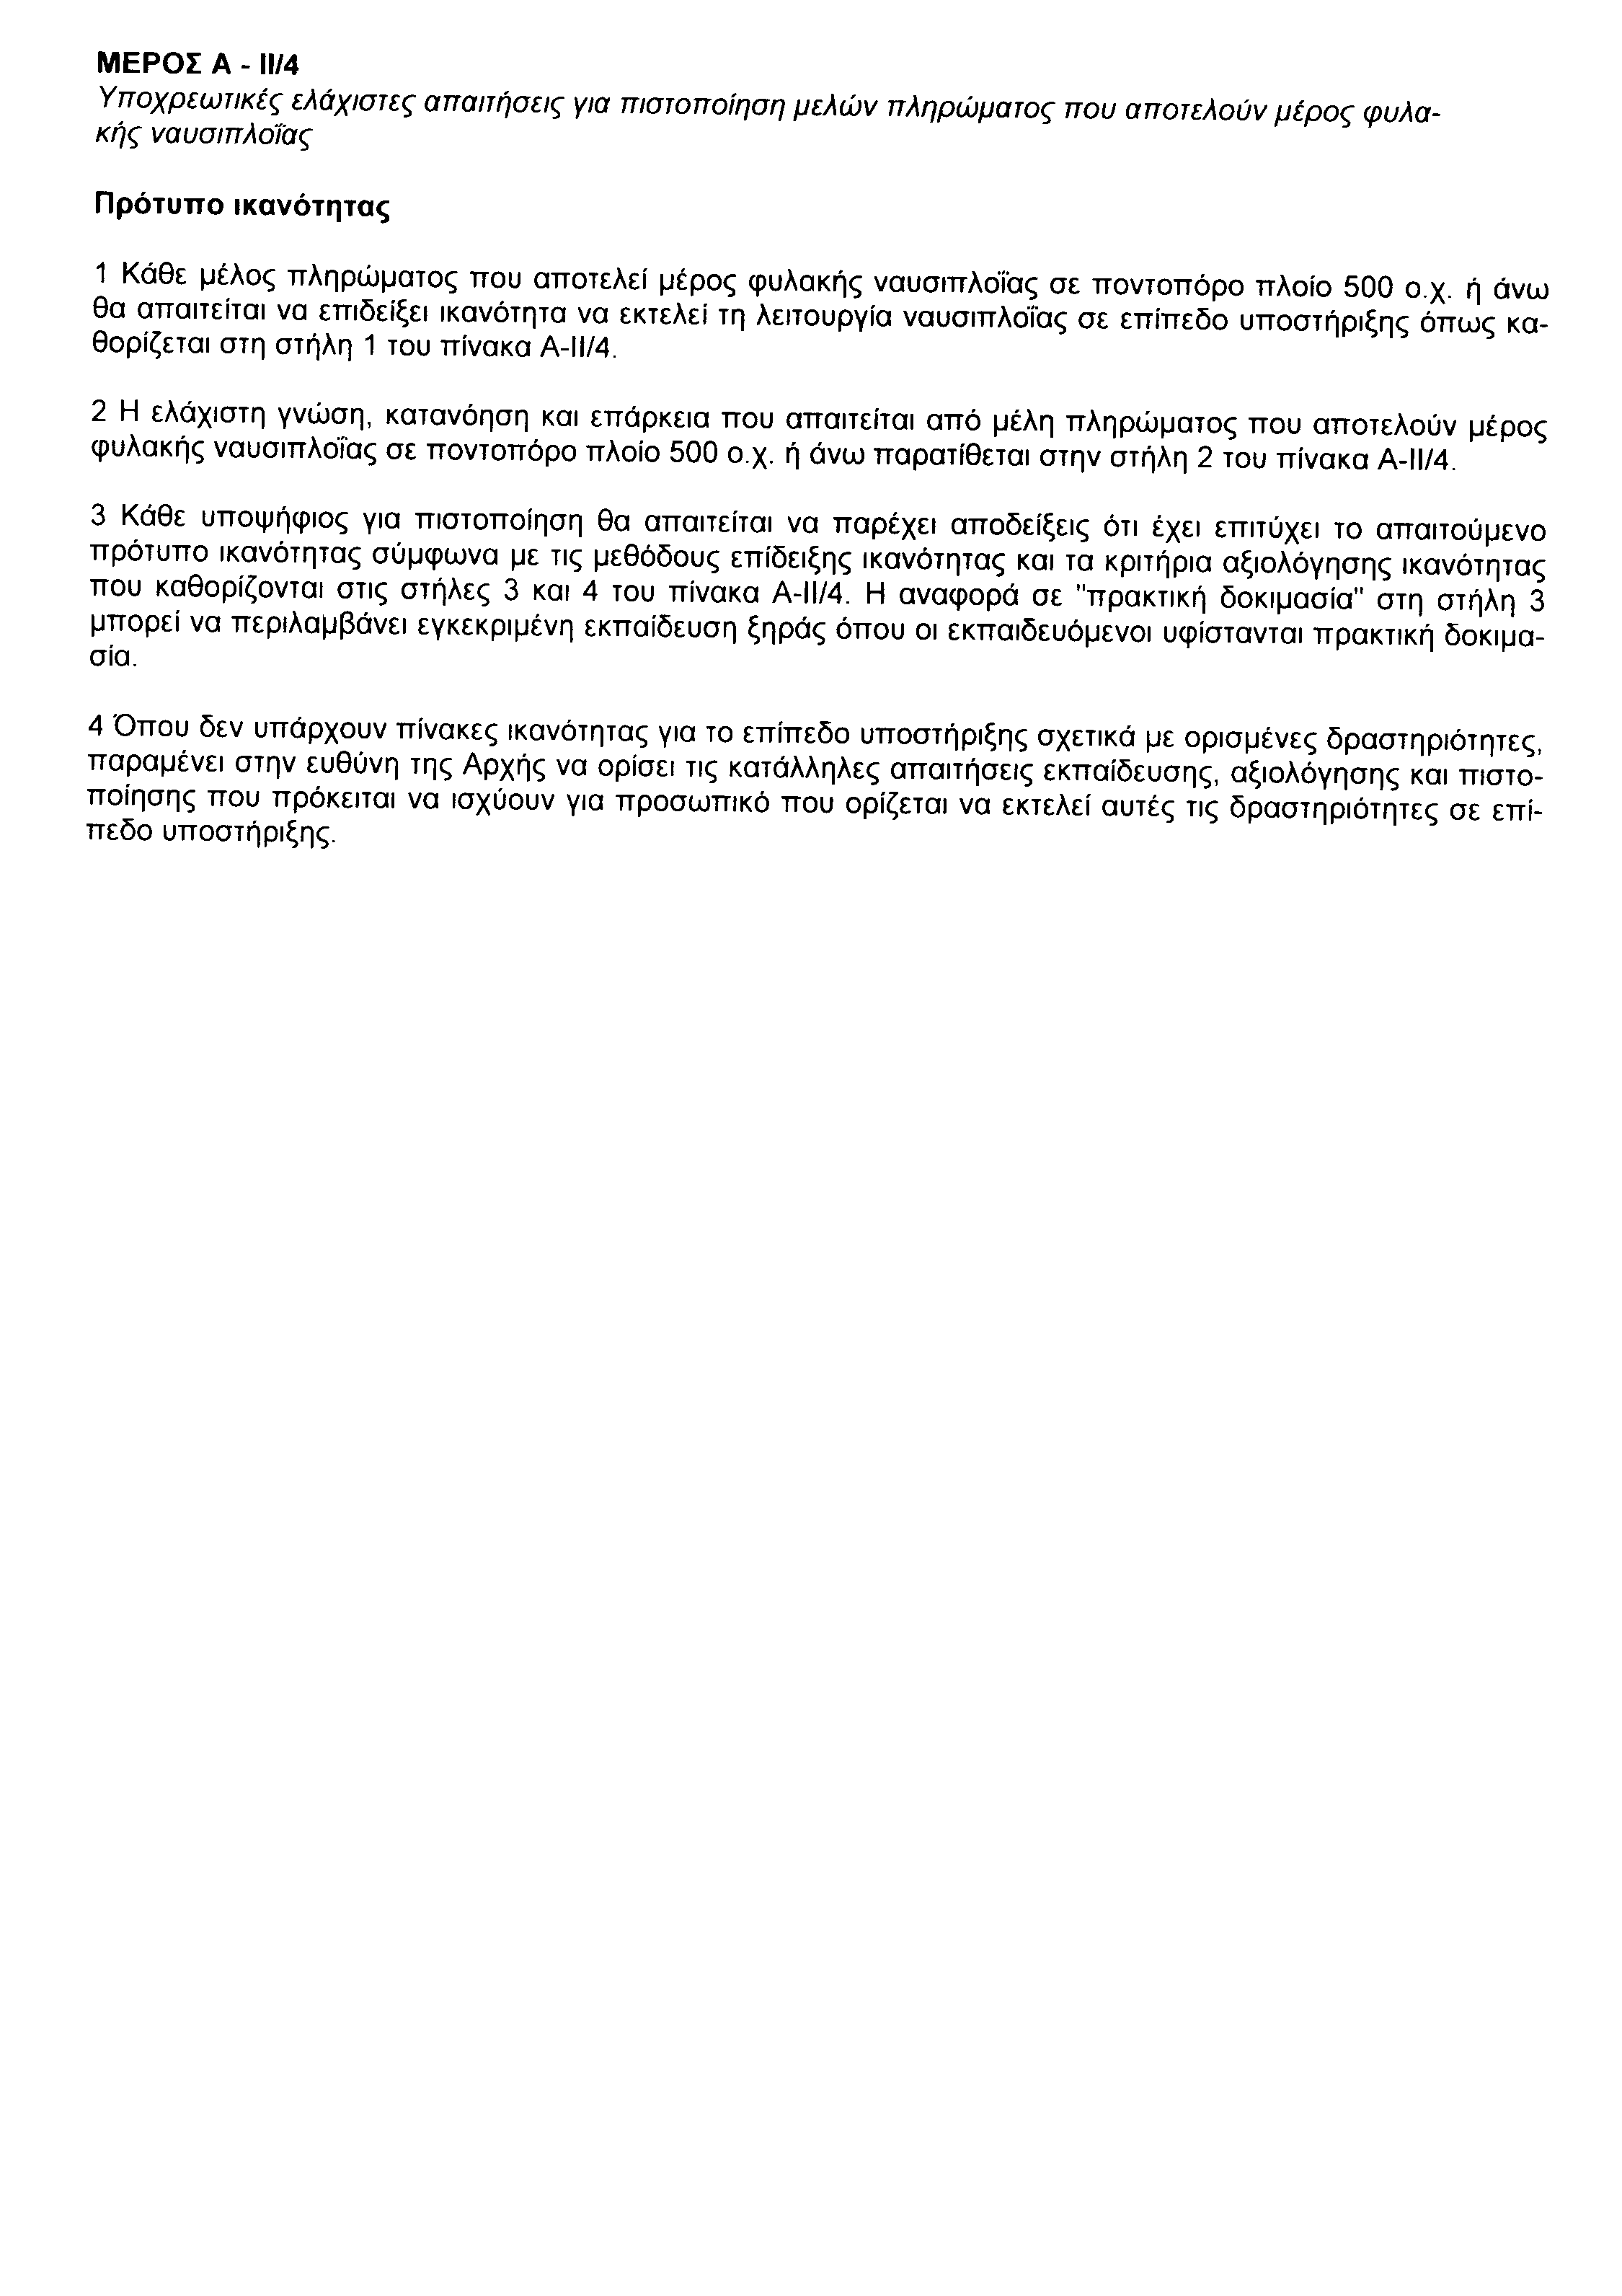 ΜΕΡΟΣ Α - ΙΙ/4
Υποχρεωτικές ελάχιστες απαιτήσεις για πιστοποίηση μελών πληρώματος που αποτελούν μέρος φυλα-
κής ναυσιπλοΐας
Πρότυπο ικανότητας
1 Κάθε μέλος πληρώματος που αποτελεί μέρος φυλακής ναυσιπλοΐας σε ποντοπόρο πλοίο 500 ο.χ. ή άνω
θα απαιτείται να επιδείξει ικανότητα να εκτελεί τη λειτουργία ναυσιπλοΐας σε επίπεδο υποστήριξης όπως κα-
θορίζεται στη στήλη 1 του πίνακα Α-ΙΙ/4.
2 Η ελάχιστη γνώση, κατανόηση και επάρκεια που απαιτείται από μέλη πληρώματος που αποτελούν μέρος
φυλακής ναυσιπλοΐας σε ποντοπόρο πλοίο 500 ο.χ. ή άνω παρατίθεται στην στήλη 2 του πίνακα Α-ΙΙ/4.
3 Κάθε υποψήφιος για πιστοποίηση θα απαιτείται να παρέχει αποδείξεις ότι έχει επιτύχει το απαιτούμενο
πρότυπο ικανότητας σύμφωνα με τις μεθόδους επίδειξης ικανότητας και τα κριτήρια αξιολόγησης ικανότητας
που καθορίζονται στις στήλες 3 και 4 του πίνακα Α-ΙΙ/4. Η αναφορά σε "πρακτική δοκιμασία" στη στήλη 3
μπορεί να περιλαμβάνει εγκεκριμένη εκπαίδευση ξηράς όπου οι εκπαιδευόμενοι υφίστανται πρακτική δοκιμα-
σία.
4 Όπου δεν υπάρχουν πίνακες ικανότητας για το επίπεδο υποστήριξης σχετικά με ορισμένες δραστηριότητες,
παραμένει στην ευθύνη της Αρχής να ορίσει τις κατάλληλες απαιτήσεις εκπαίδευσης, αξιολόγησης και πιστο-
ποίησης που πρόκειται να ισχύουν για προσωπικό που ορίζεται να εκτελεί αυτές τις δραστηριότητες σε επί-
πεδο υποστήριξης.